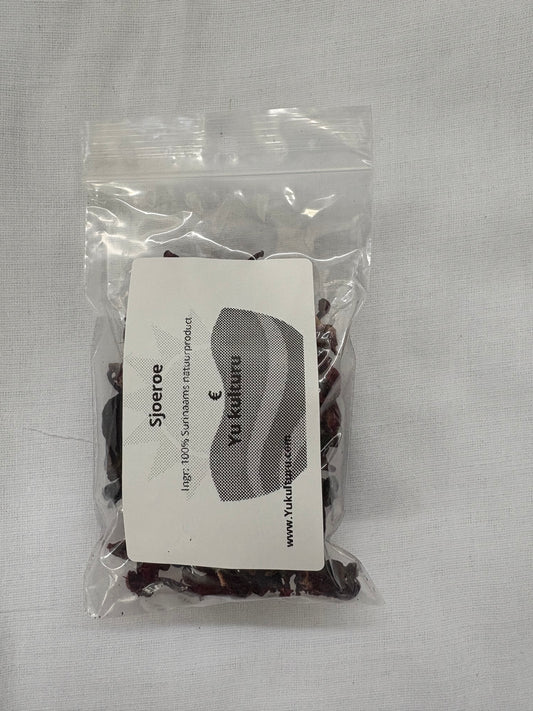 Sjoeroe
Ingr: 100% Surinaams natuurproduct
€
Yu kulturu
www.Yukulturu.com